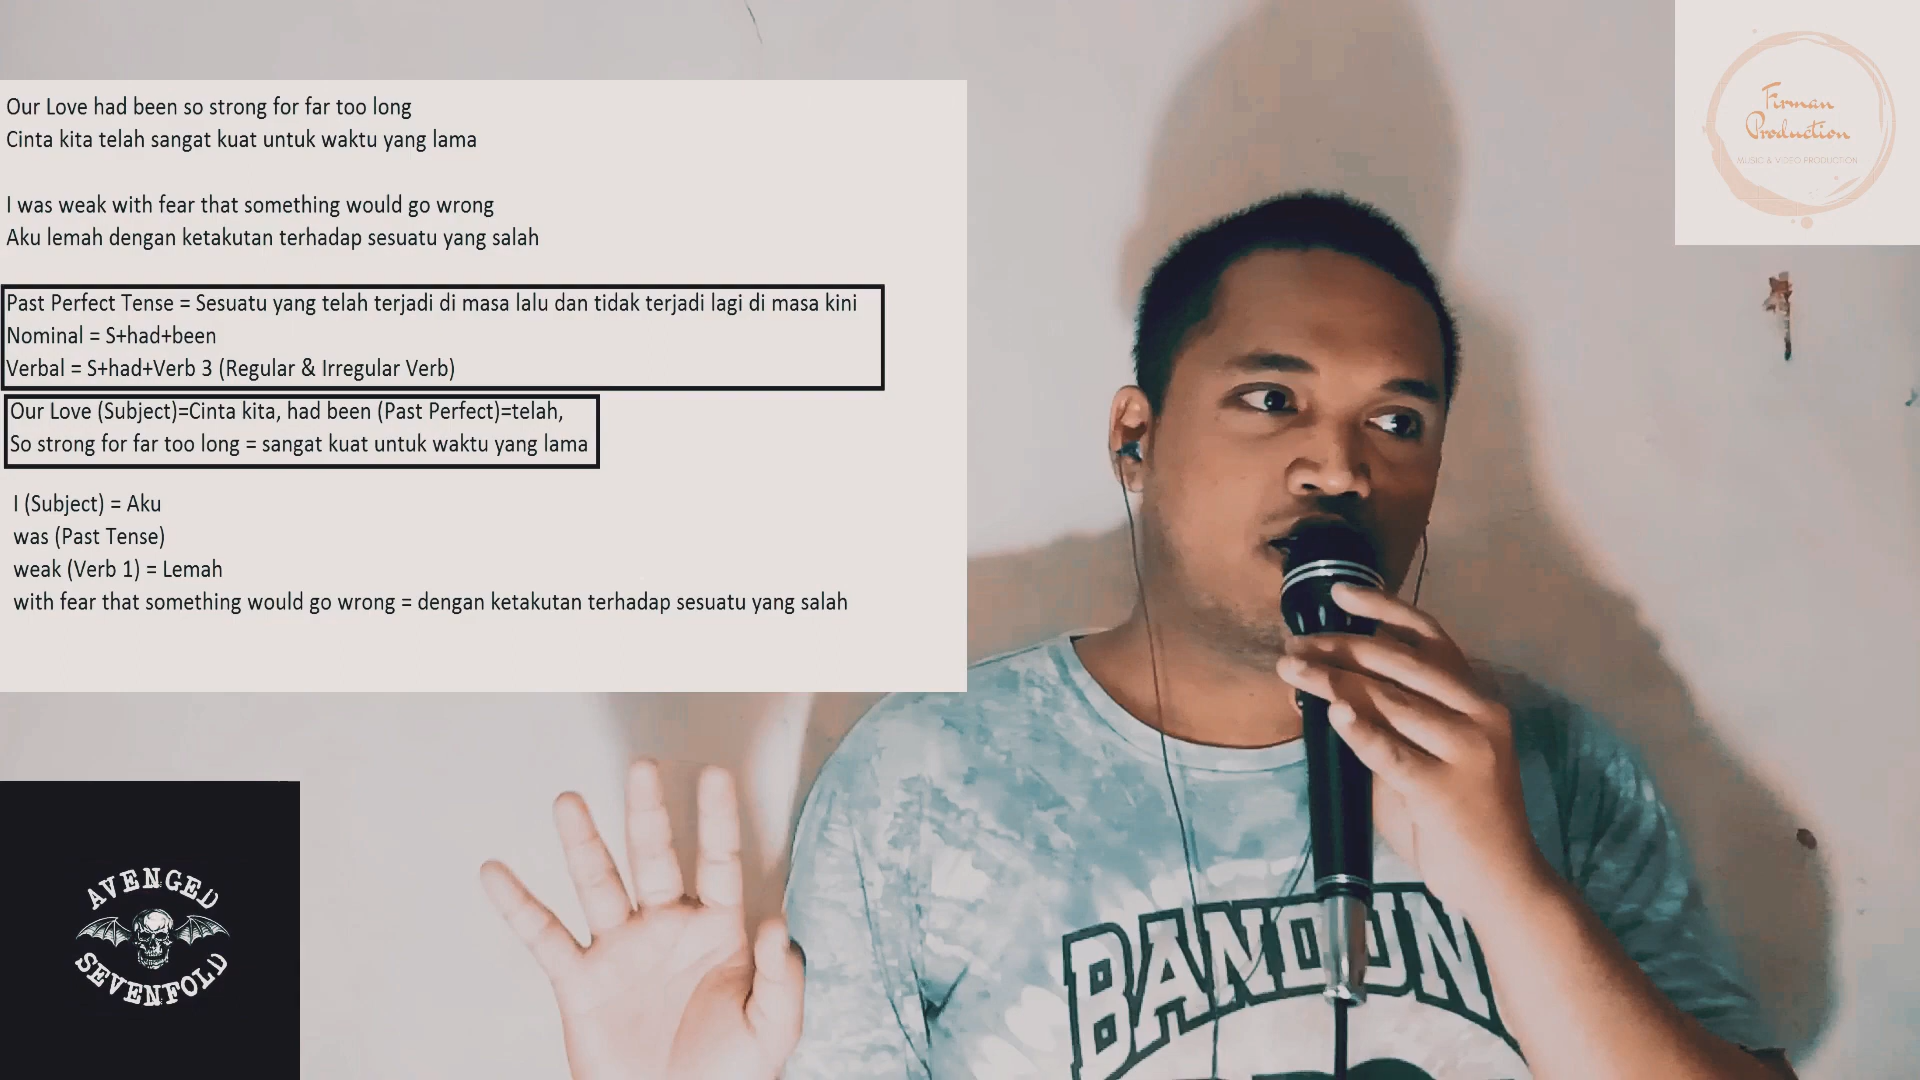 Our Love had been so strong for far too long
Cinta kita telah sangat kuat untuk waktu yang lama
I was weak with fear that something would go wrong
Aku lemah dengan ketakutan terhadap sesuatu yang salah
Past Perfect Tense = Sesuatu yang telah terjadi di masa lalu dan tidak terjadi lagi di masa kini
Nominal = S+had+been
Verbal = S+had+Verb 3 (Regular & Irregular Verb)
Our Love (Subject)=Cinta kita, had been (Past Perfect)=telah,
So strong for far too long = sangat kuat untuk waktu yang lama
I (Subject) = Aku
was (Past Tense)
weak (Verb 1) = Lemah
with fear that something would go wrong = dengan ketakutan terhadap sesuatu yang salah
Firman
Production
MUSIC & VIDEO PRODUCTION
AVENGED
SEVENFOLD
BANDUN